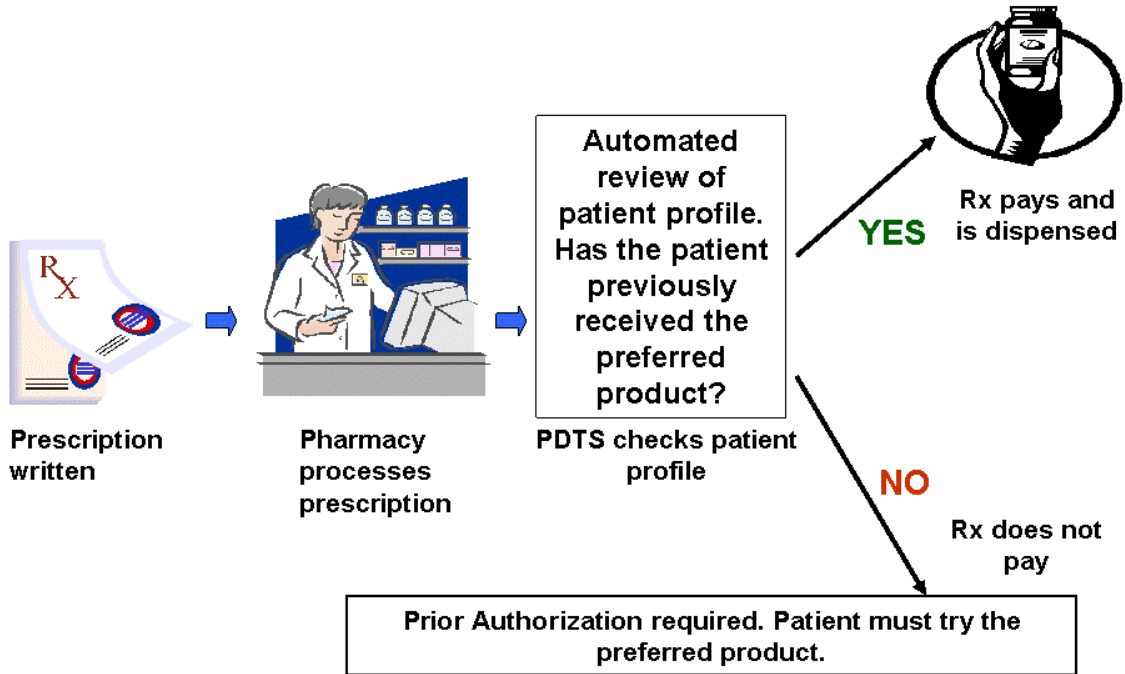 Rx
Prescription
written
Pharmacy
processes
prescription
Automated
review of
patient profile.
Has the patient
previously
received the
preferred
product?
PDTS checks patient
profile
YES
Rx pays and
is dispensed
NO
Rx does not
pay
Prior Authorization required. Patient must try the
preferred product.